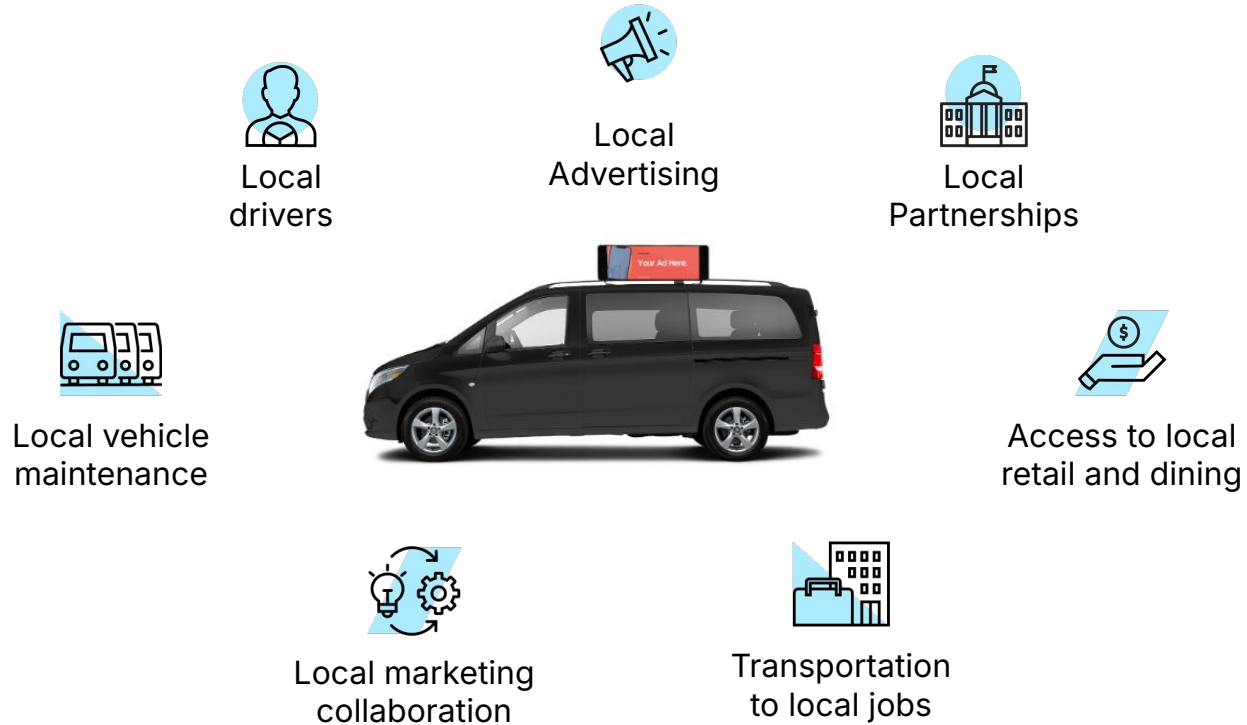 Local
Advertising
Local
drivers
Local
Partnerships
Your Ad Here.
Local vehicle
maintenance
$
Access to local
retail and dining
Local marketing
collaboration
Transportation
to local jobs